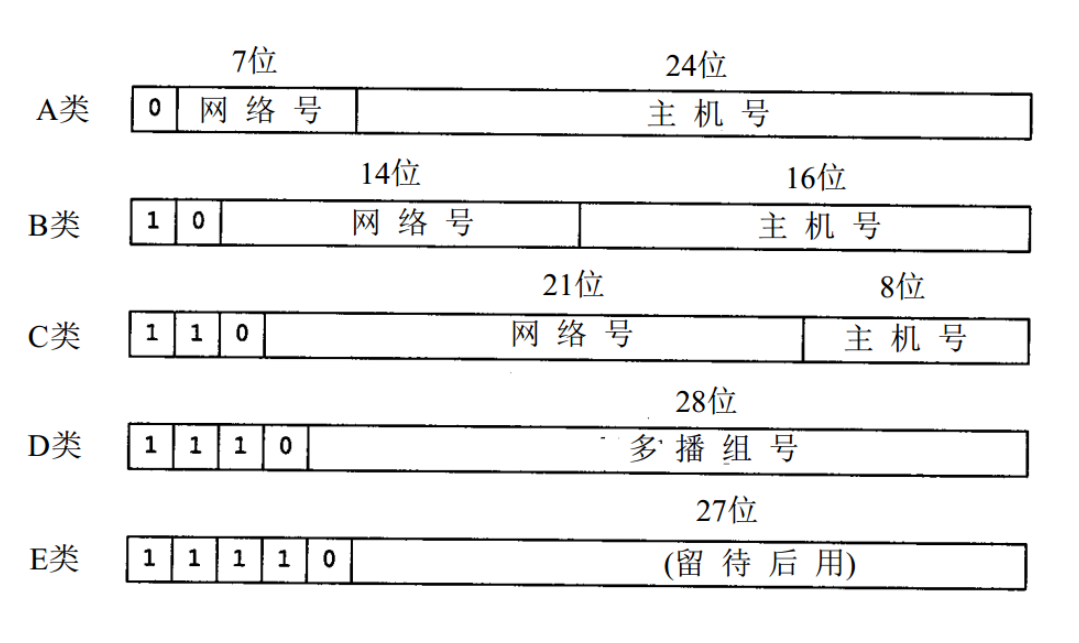 7位 24位
A类 0 网络号 主机号
14位 16位
B类 1 0 网络号 主机号
21位 8位
C类 1 1 0 网络号 主机号
28位
D类 1 1 1 0 多播组号
27位
E类 1 1 1 1 0 (留待后用)